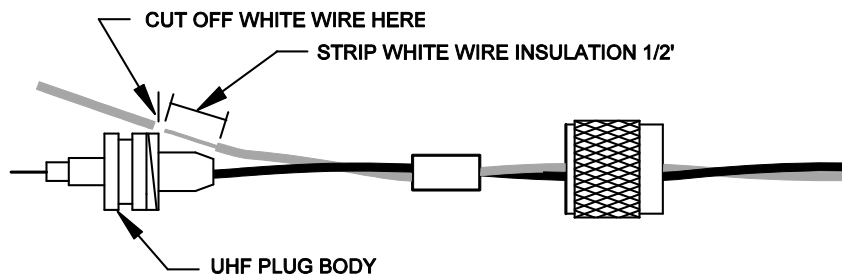 CUT OFF WHITE WIRE HERE
STRIP WHITE WIRE INSULATION 1/2'
UHF PLUG BODY